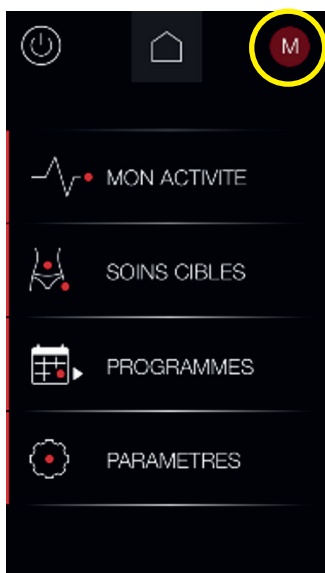 M
MON ACTIVITE
SOINS CIBLES
PROGRAMMES
PARAMETRES